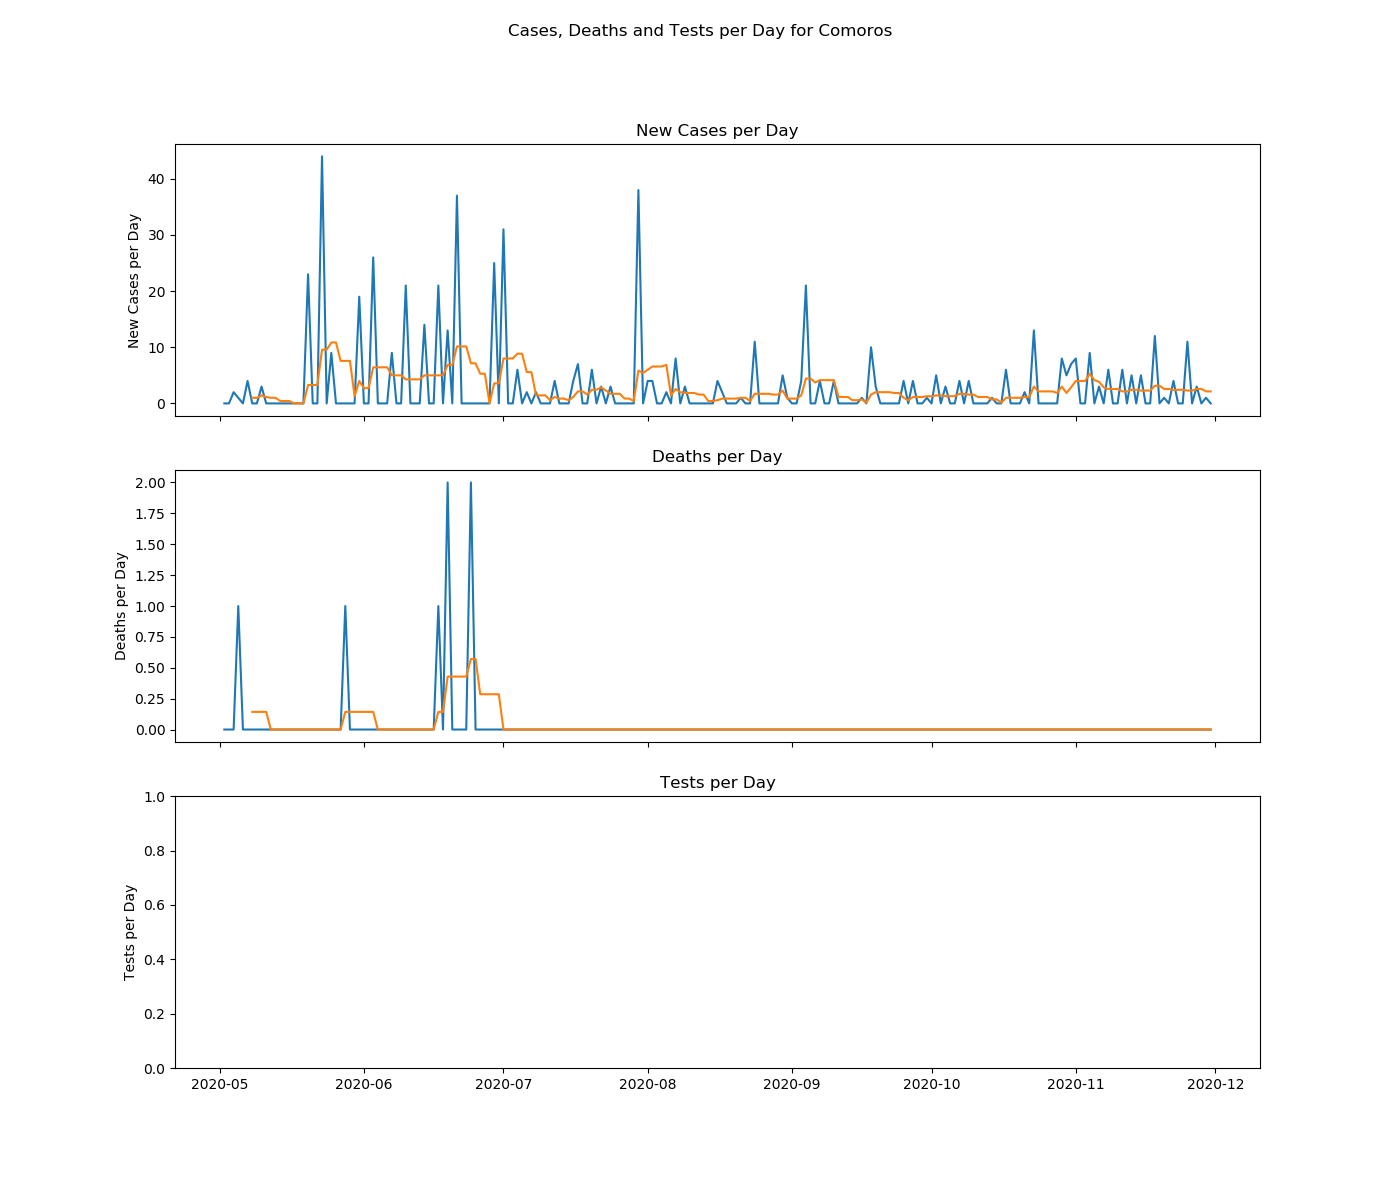 Cases, Deaths and Tests per Day for Comoros
New Cases per Day
New Cases per Day
40
30
20
10
0
Deaths per Day
Deaths per Day
2.00
1.75
1.50
1.25
1.00
0.75
0.50
0.25
0.00
Tests per Day
Tests per Day
1.0
0.8
0.6
0.4
0.2
0.0
2020-05 2020-06 2020-07 2020-08 2020-09 2020-10 2020-11 2020-12